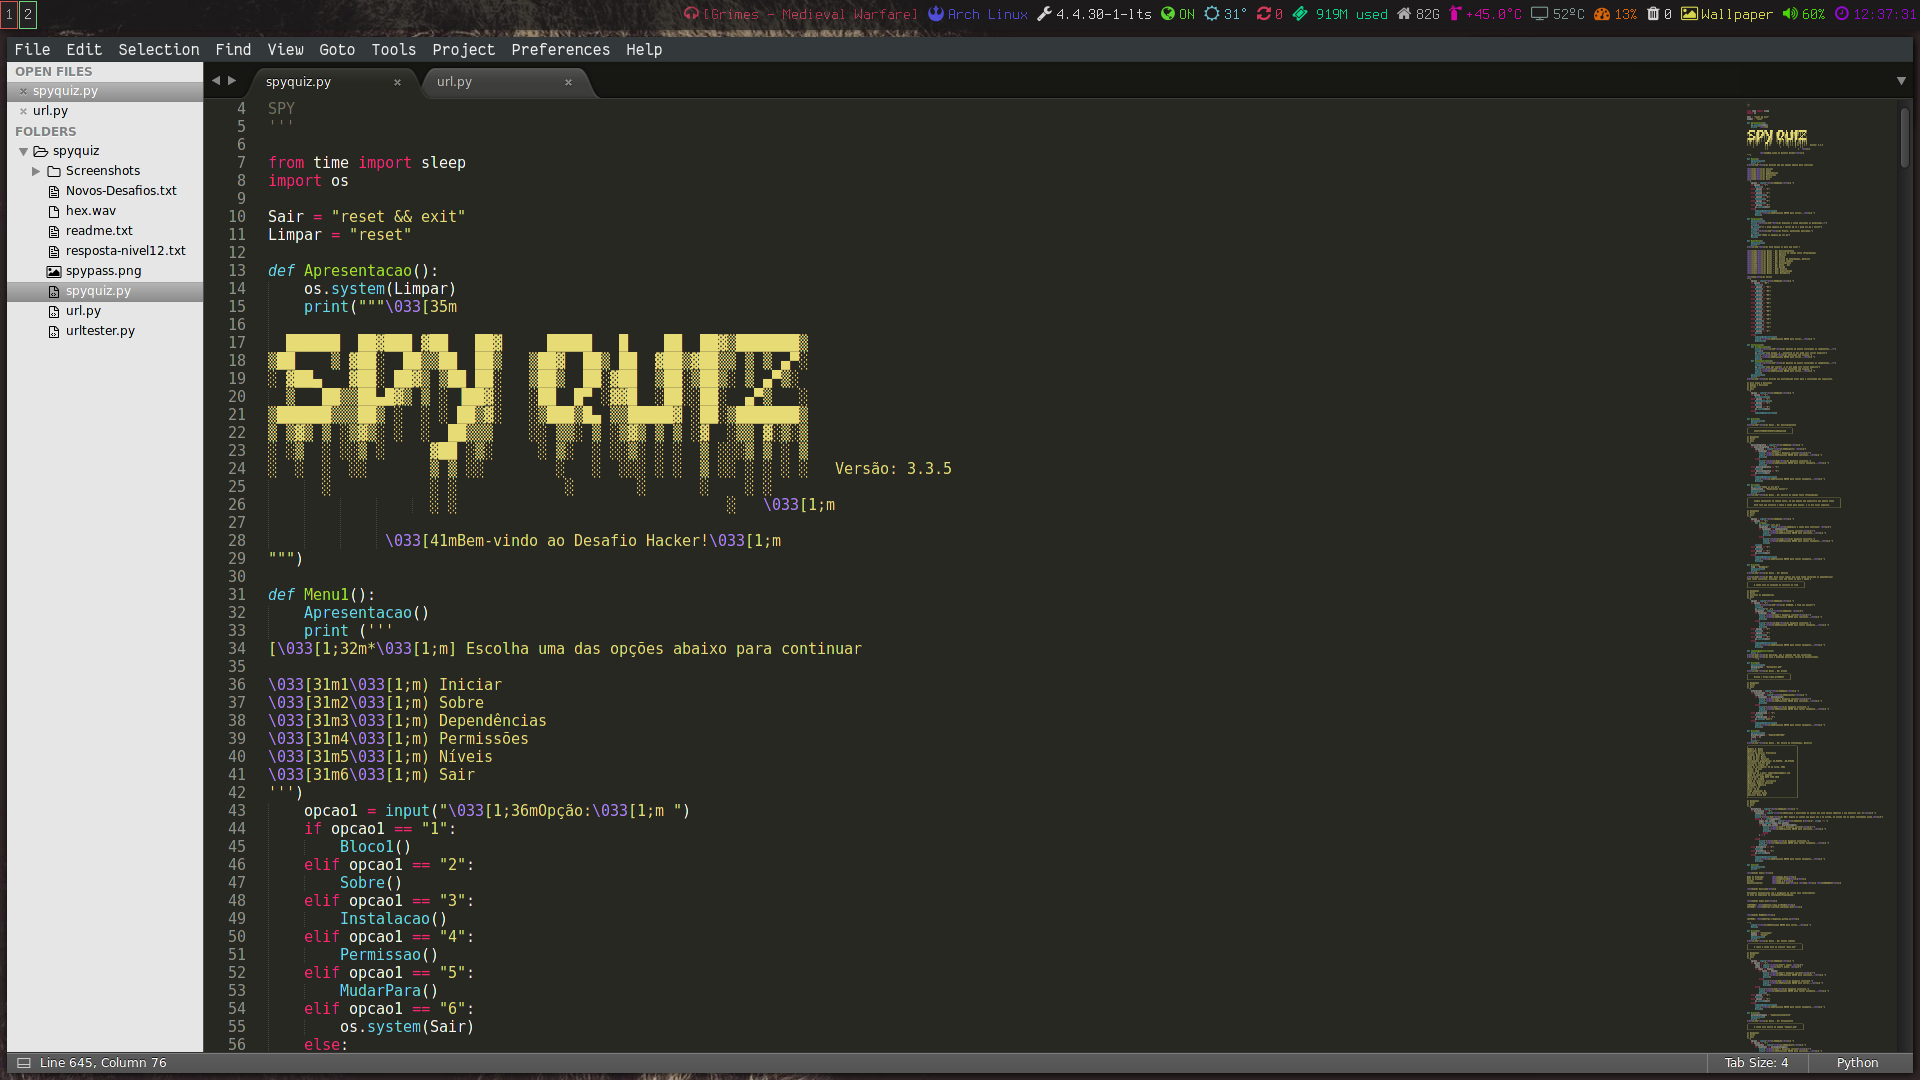 1 2 [Grimes - Medieval Warfare] Arch Linux 4.4.30-1-lts ON 31° 0 919M used 82G +45.0°C 52ºC 13% 0 Wallpaper 60% 12:37:31
File Edit Selection Find View Goto Tools Project Preferences Help
OPEN FILES
spyquiz.py
url.py
FOLDERS
spyquiz
Screenshots
Novos-Desafios.txt
hex.wav
readme.txt
resposta-nivel12.txt
spypass.png
spyquiz.py
url.py
urltester.py
spyquiz.py × url.py ×
4 SPY
5 '''
6
7 from time import sleep
8 import os
9
10 Sair = "reset && exit"
11 Limpar = "reset"
12
13 def Apresentacao():
14     os.system(Limpar)
15     print("""\033[35m
16
17
18
19
20
SPY QUIZ
21
22
23
24 Versão: 3.3.5
25
26 \033[1;m
27
28 \033[41mBem-vindo ao Desafio Hacker!\033[1;m
29 """)
30
31 def Menu1():
32     Apresentacao()
33     print ('''
34 [\033[1;32m*\033[1;m] Escolha uma das opções abaixo para continuar
35
36 \033[31m1\033[1;m) Iniciar
37 \033[31m2\033[1;m) Sobre
38 \033[31m3\033[1;m) Dependências
39 \033[31m4\033[1;m) Permissões
40 \033[31m5\033[1;m) Níveis
41 \033[31m6\033[1;m) Sair
42 ''')
43     opcao1 = input("\033[1;36mOpção:\033[1;m ")
44     if opcao1 == "1":
45         Bloco1()
46     elif opcao1 == "2":
47         Sobre()
48     elif opcao1 == "3":
49         Instalacao()
50     elif opcao1 == "4":
51         Permissao()
52     elif opcao1 == "5":
53         MudarPara()
54     elif opcao1 == "6":
55         os.system(Sair)
56     else:
SPY QUIZ
Line 645, Column 76 Tab Size: 4 Python